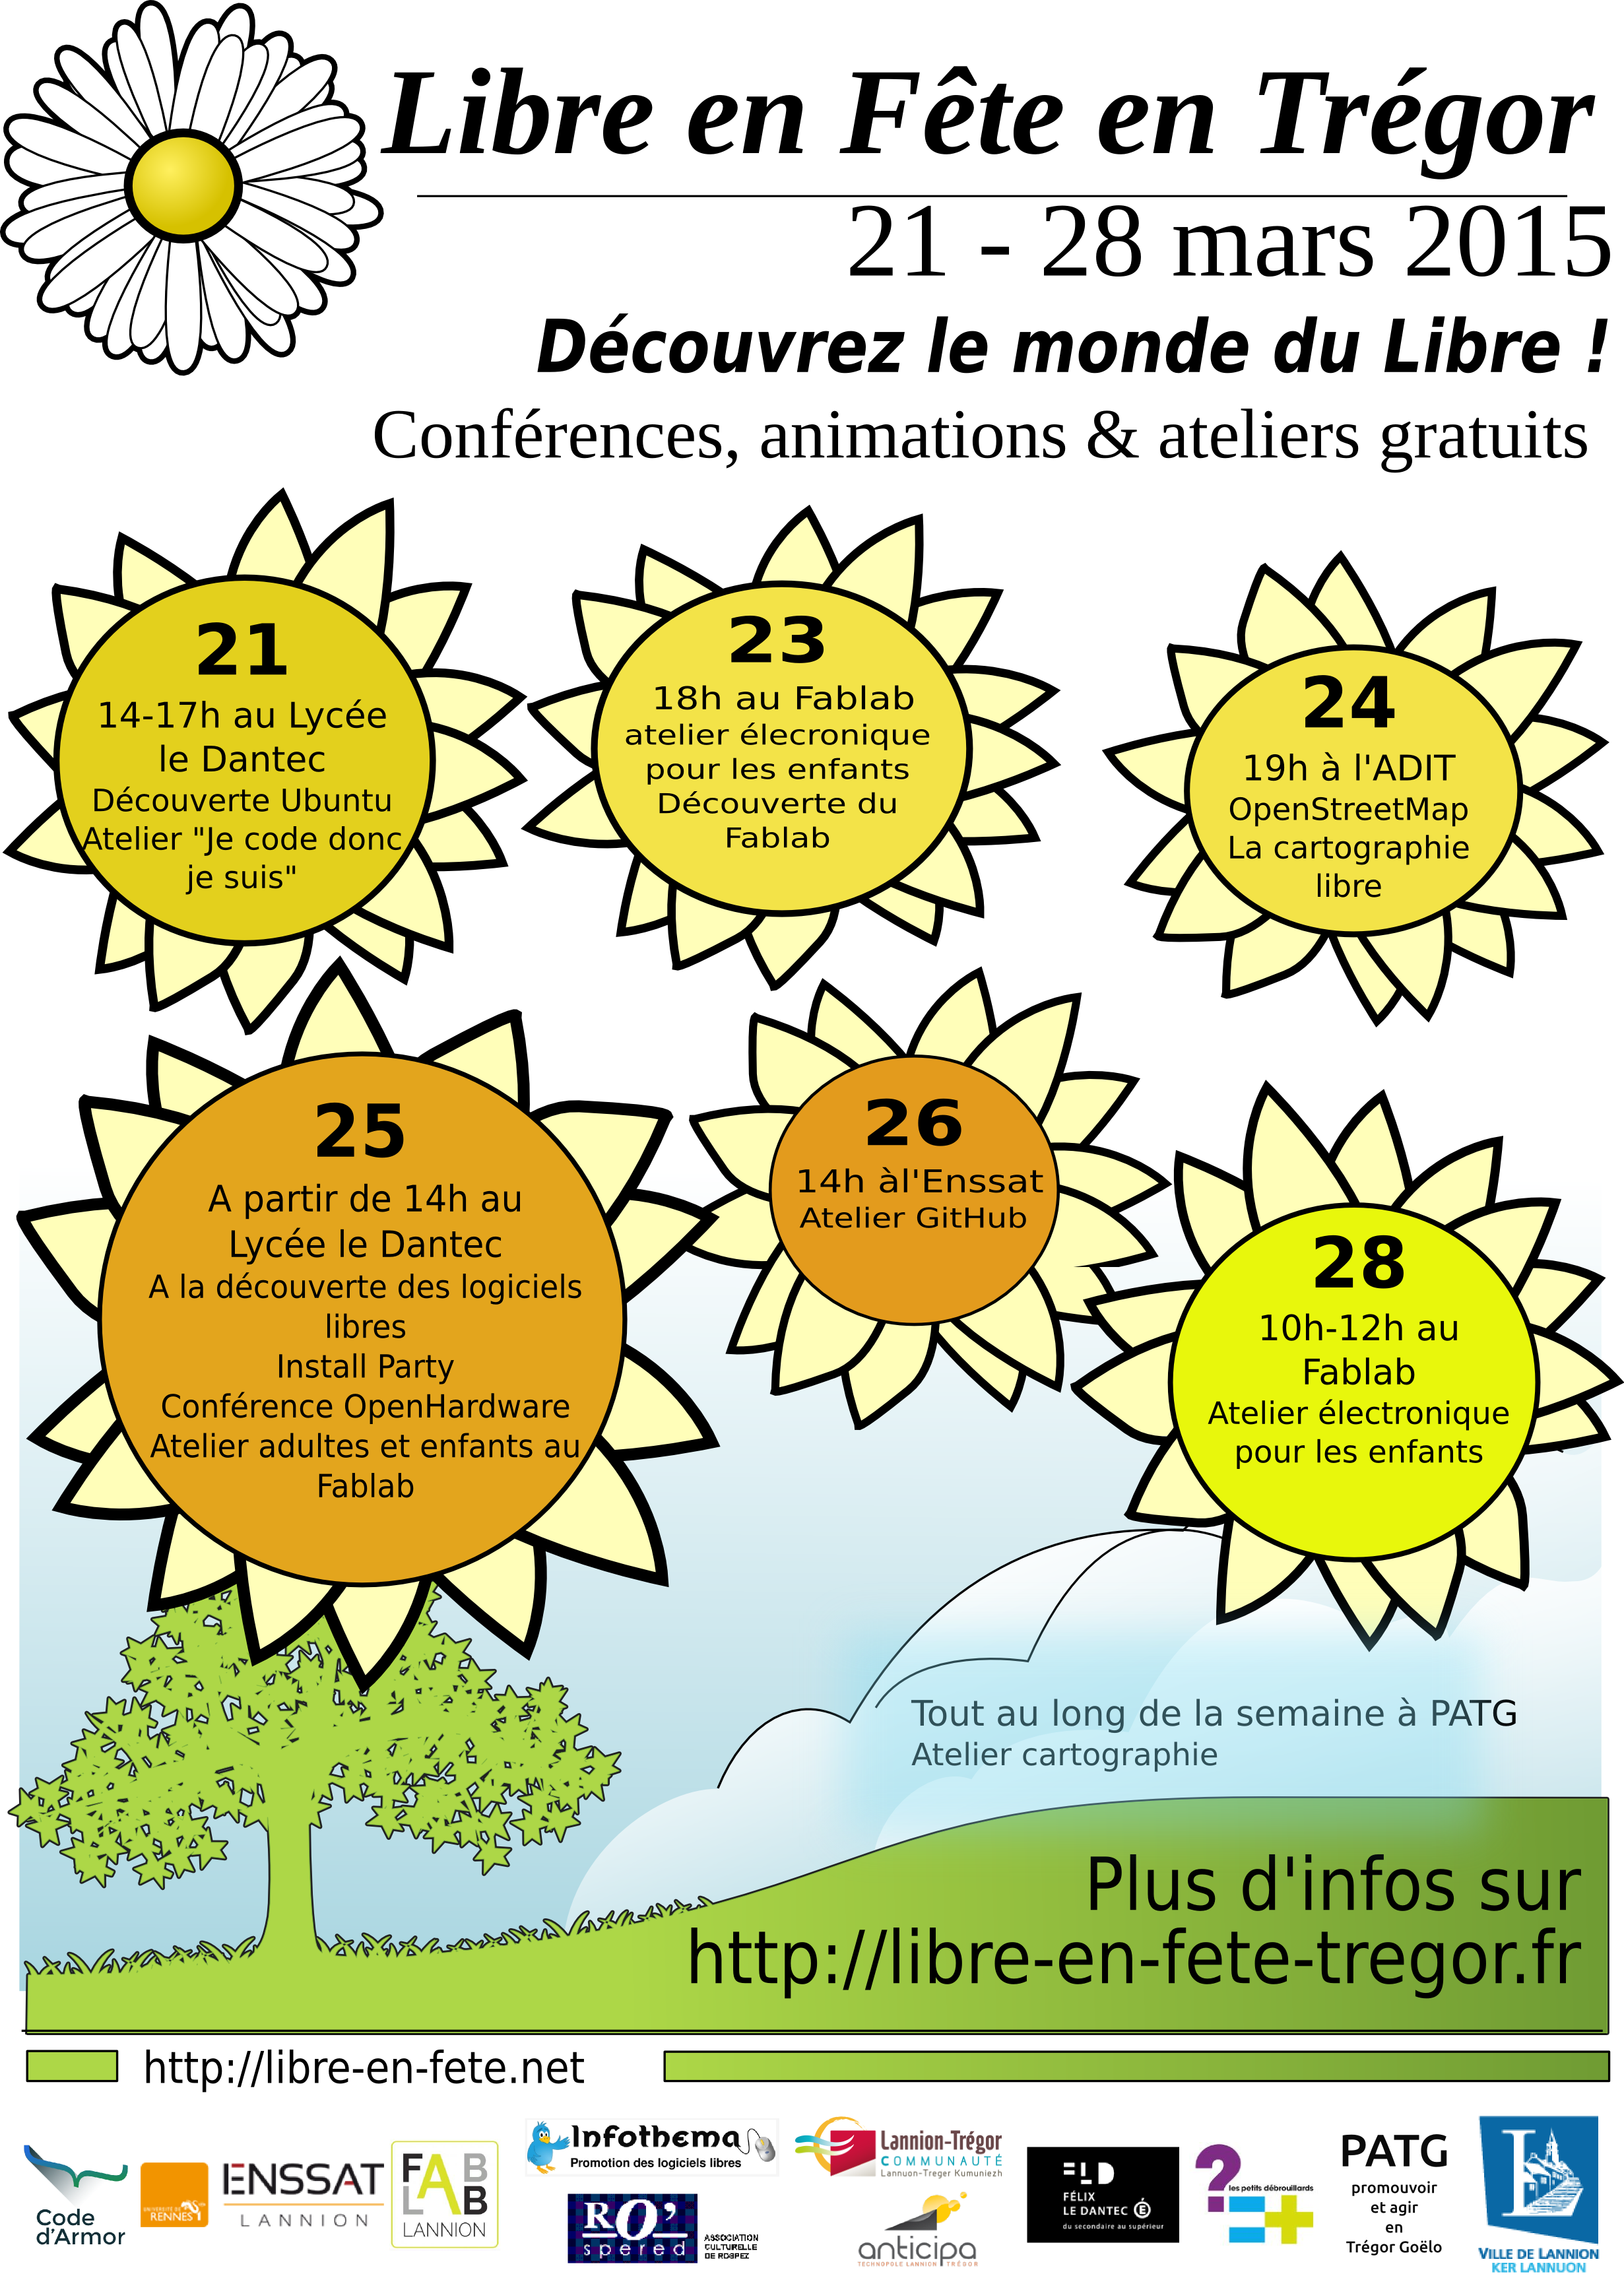 Libre en Fête en Trégor
21 - 28 mars 2015
Découvrez le monde du Libre !
Conférences, animations & ateliers gratuits
21
14-17h au Lycée
le Dantec
Découverte Ubuntu
Atelier "Je code donc
je suis"
23
18h au Fablab
atelier élecronique
pour les enfants
Découverte du
Fablab
24
19h à l'ADIT
OpenStreetMap
La cartographie
libre
25
A partir de 14h au
Lycée le Dantec
A la découverte des logiciels
libres
Install Party
Conférence OpenHardware
Atelier adultes et enfants au
Fablab
26
14h àl'Enssat
Atelier GitHub
28
10h-12h au
Fablab
Atelier électronique
pour les enfants
Tout au long de la semaine à PATG
Atelier cartographie
Plus d'infos sur
http://libre-en-fete-tregor.fr
http://libre-en-fete.net
Code
d'Armor
UNIVERSITÉ DE
RENNES
ENSSAT
LANNION
FAB
LAB
LANNION
Infothema
Promotion des logiciels libres
RO'
spered
ASSOCIATION
CULTURELLE
DE ROSPEZ
Lannion-Trégor
COMMUNAUTÉ
Lannuon-Treger Kumuniezh
anticipa
TECHNOPOLE LANNION TRÉGOR
FLD
FÉLIX
LE DANTEC É
du secondaire au supérieur
les petits débrouillards
PATG
promouvoir
et agir
en
Trégor Goëlo
L
VILLE DE LANNION
KER LANNUON